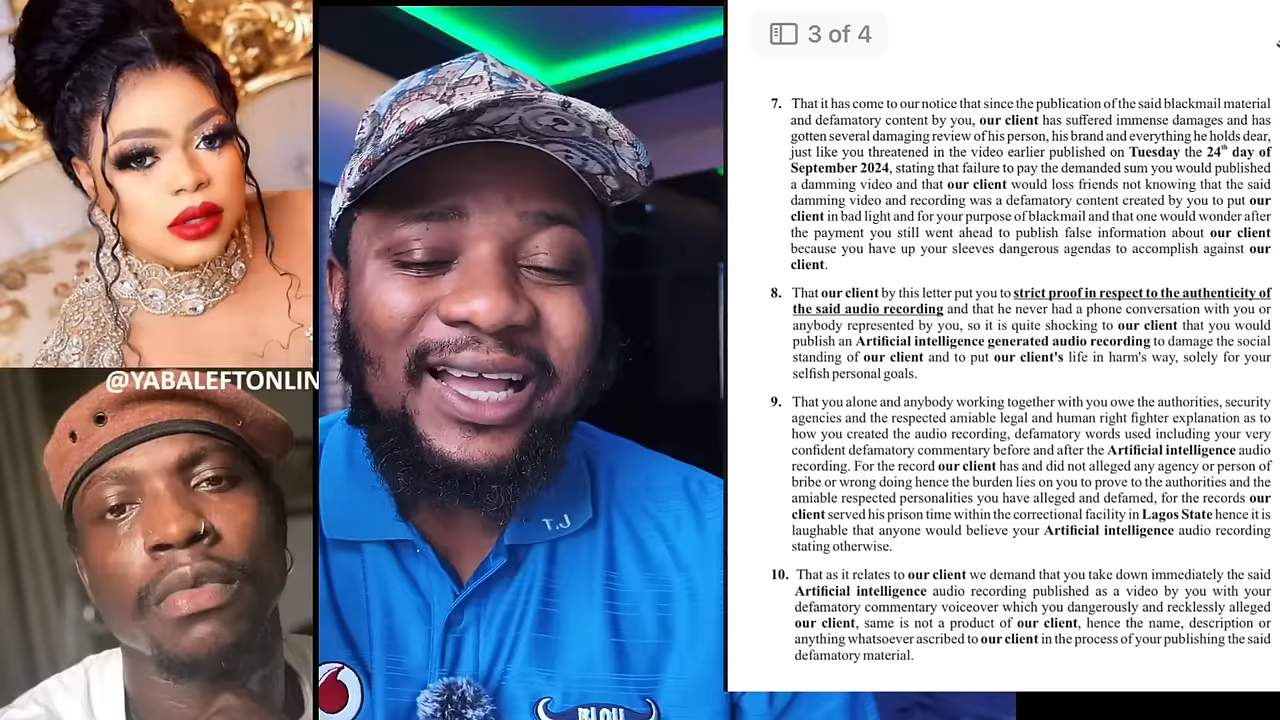 @YABALEFTONLIN
T.J
BLOU
3 of 4
7. That it has come to our notice that since the publication of the said blackmail material
and defamatory content by you, our client has suffered immense damages and has
gotten several damaging review of his person, his brand and everything he holds dear,
just like you threatened in the video earlier published on Tuesday the 24th day of
September 2024, stating that failure to pay the demanded sum you would published
a damming video and that our client would loss friends not knowing that the said
damming video and recording was a defamatory content created by you to put our
client in bad light and for your purpose of blackmail and that one would wonder after
the payment you still went ahead to publish false information about our client
because you have up your sleeves dangerous agendas to accomplish against our
client.
8. That our client by this letter put you to strict proof in respect to the authenticity of
the said audio recording and that he never had a phone conversation with you or
anybody represented by you, so it is quite shocking to our client that you would
publish an Artificial intelligence generated audio recording to damage the social
standing of our client and to put our client's life in harm's way, solely for your
selfish personal goals.
9. That you alone and anybody working together with you owe the authorities, security
agencies and the respected amiable legal and human right fighter explanation as to
how you created the audio recording, defamatory words used including your very
confident defamatory commentary before and after the Artificial intelligence audio
recording. For the record our client has and did not alleged any agency or person of
bribe or wrong doing hence the burden lies on you to prove to the authorities and the
amiable respected personalities you have alleged and defamed, for the records our
client served his prison time within the correctional facility in Lagos State hence it is
laughable that anyone would believe your Artificial intelligence audio recording
stating otherwise.
10. That as it relates to our client we demand that you take down immediately the said
Artificial intelligence audio recording published as a video by you with your
defamatory commentary voiceover which you dangerously and recklessly alleged
our client, same is not a product of our client, hence the name, description or
anything whatsoever ascribed to our client in the process of your publishing the said
defamatory material.